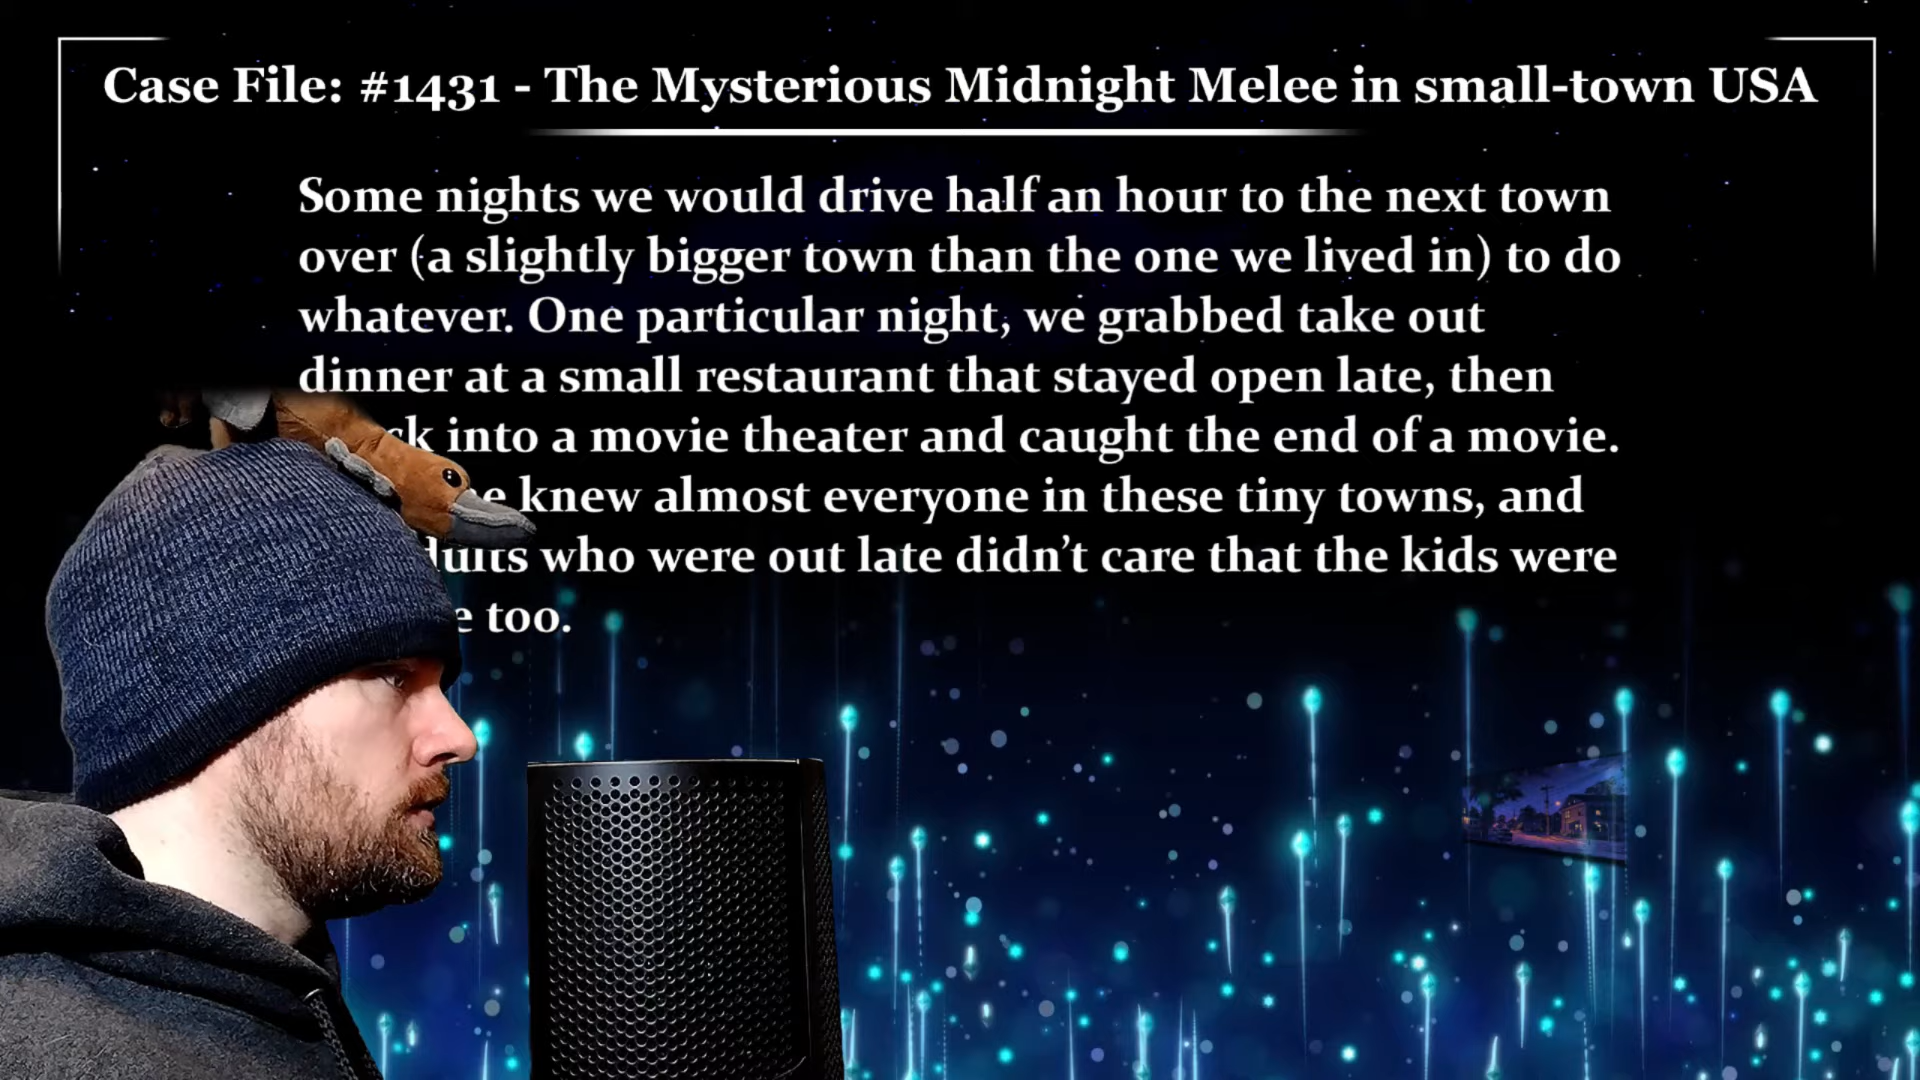 Case File: #1431 - The Mysterious Midnight Melee in small-town USA
Some nights we would drive half an hour to the next town
over (a slightly bigger town than the one we lived in) to do
whatever. One particular night, we grabbed take out
dinner at a small restaurant that stayed open late, then
into a movie theater and caught the end of a movie.
knew almost everyone in these tiny towns, and
who were out late didn’t care that the kids were
too.